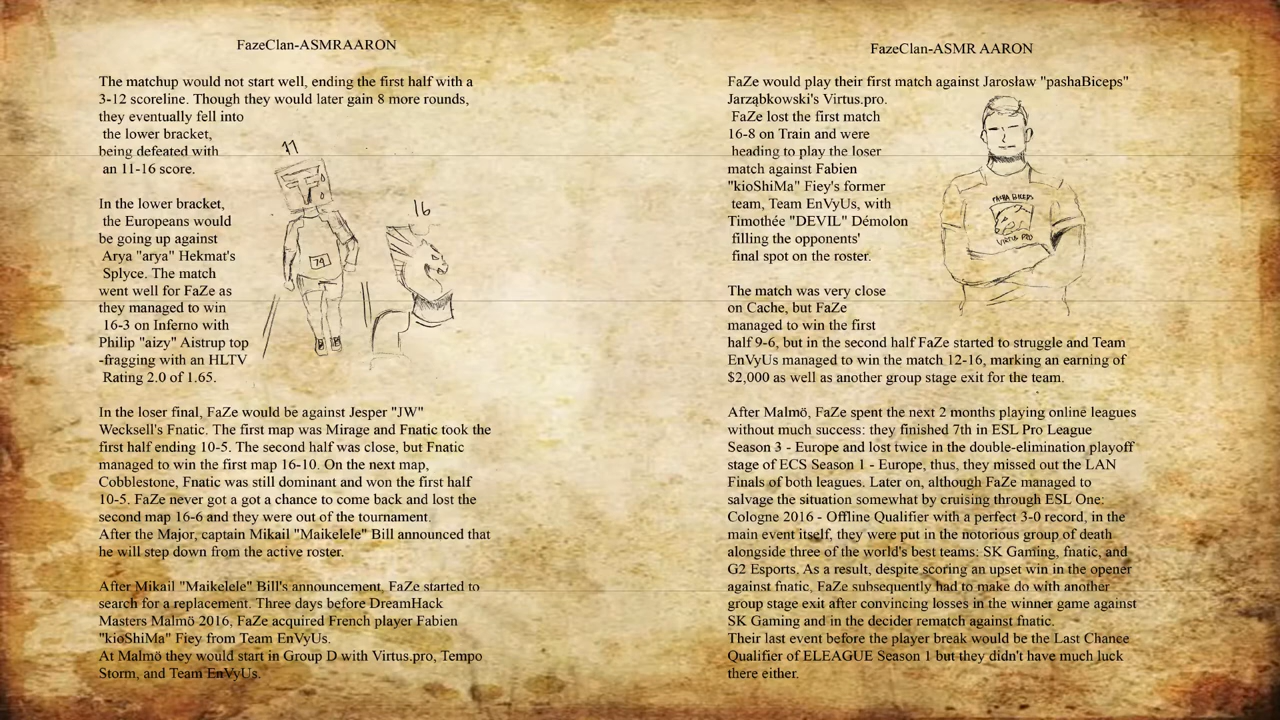 FazeClan-ASMRAARON
The matchup would not start well, ending the first half with a
3-12 scoreline. Though they would later gain 8 more rounds,
they eventually fell into
the lower bracket,
being defeated with
an 11-16 score.
11
In the lower bracket,
the Europeans would
be going up against
Arya "arya" Hekmat's
Splyce. The match
went well for FaZe as
they managed to win
16-3 on Inferno with
Philip "aizy" Aistrup top
-fragging with an HLTV
Rating 2.0 of 1.65.
16
74
In the loser final, FaZe would be against Jesper "JW"
Wecksell's Fnatic. The first map was Mirage and Fnatic took the
first half ending 10-5. The second half was close, but Fnatic
managed to win the first map 16-10. On the next map,
Cobblestone, Fnatic was still dominant and won the first half
10-5. FaZe never got a got a chance to come back and lost the
second map 16-6 and they were out of the tournament.
After the Major, captain Mikail "Maikelele" Bill announced that
he will step down from the active roster.
After Mikail "Maikelele" Bill's announcement, FaZe started to
search for a replacement. Three days before DreamHack
Masters Malmö 2016, FaZe acquired French player Fabien
"kioShiMa" Fiey from Team EnVyUs.
At Malmö they would start in Group D with Virtus.pro, Tempo
Storm, and Team EnVyUs.
FazeClan-ASMR AARON
FaZe would play their first match against Jarosław "pashaBiceps"
Jarząbkowski's Virtus.pro.
FaZe lost the first match
16-8 on Train and were
heading to play the loser
match against Fabien
"kioShiMa" Fiey's former
team, Team EnVyUs, with
Timothée "DEVIL" Démolon
filling the opponents'
final spot on the roster.
PASHA BICEPS
VIRTUS PRO
The match was very close
on Cache, but FaZe
managed to win the first
half 9-6, but in the second half FaZe started to struggle and Team
EnVyUs managed to win the match 12-16, marking an earning of
$2,000 as well as another group stage exit for the team.
After Malmö, FaZe spent the next 2 months playing online leagues
without much success: they finished 7th in ESL Pro League
Season 3 - Europe and lost twice in the double-elimination playoff
stage of ECS Season 1 - Europe, thus, they missed out the LAN
Finals of both leagues. Later on, although FaZe managed to
salvage the situation somewhat by cruising through ESL One:
Cologne 2016 - Offline Qualifier with a perfect 3-0 record, in the
main event itself, they were put in the notorious group of death
alongside three of the world's best teams: SK Gaming, fnatic, and
G2 Esports. As a result, despite scoring an upset win in the opener
against fnatic, FaZe subsequently had to make do with another
group stage exit after convincing losses in the winner game against
SK Gaming and in the decider rematch against fnatic.
Their last event before the player break would be the Last Chance
Qualifier of ELEAGUE Season 1 but they didn't have much luck
there either.